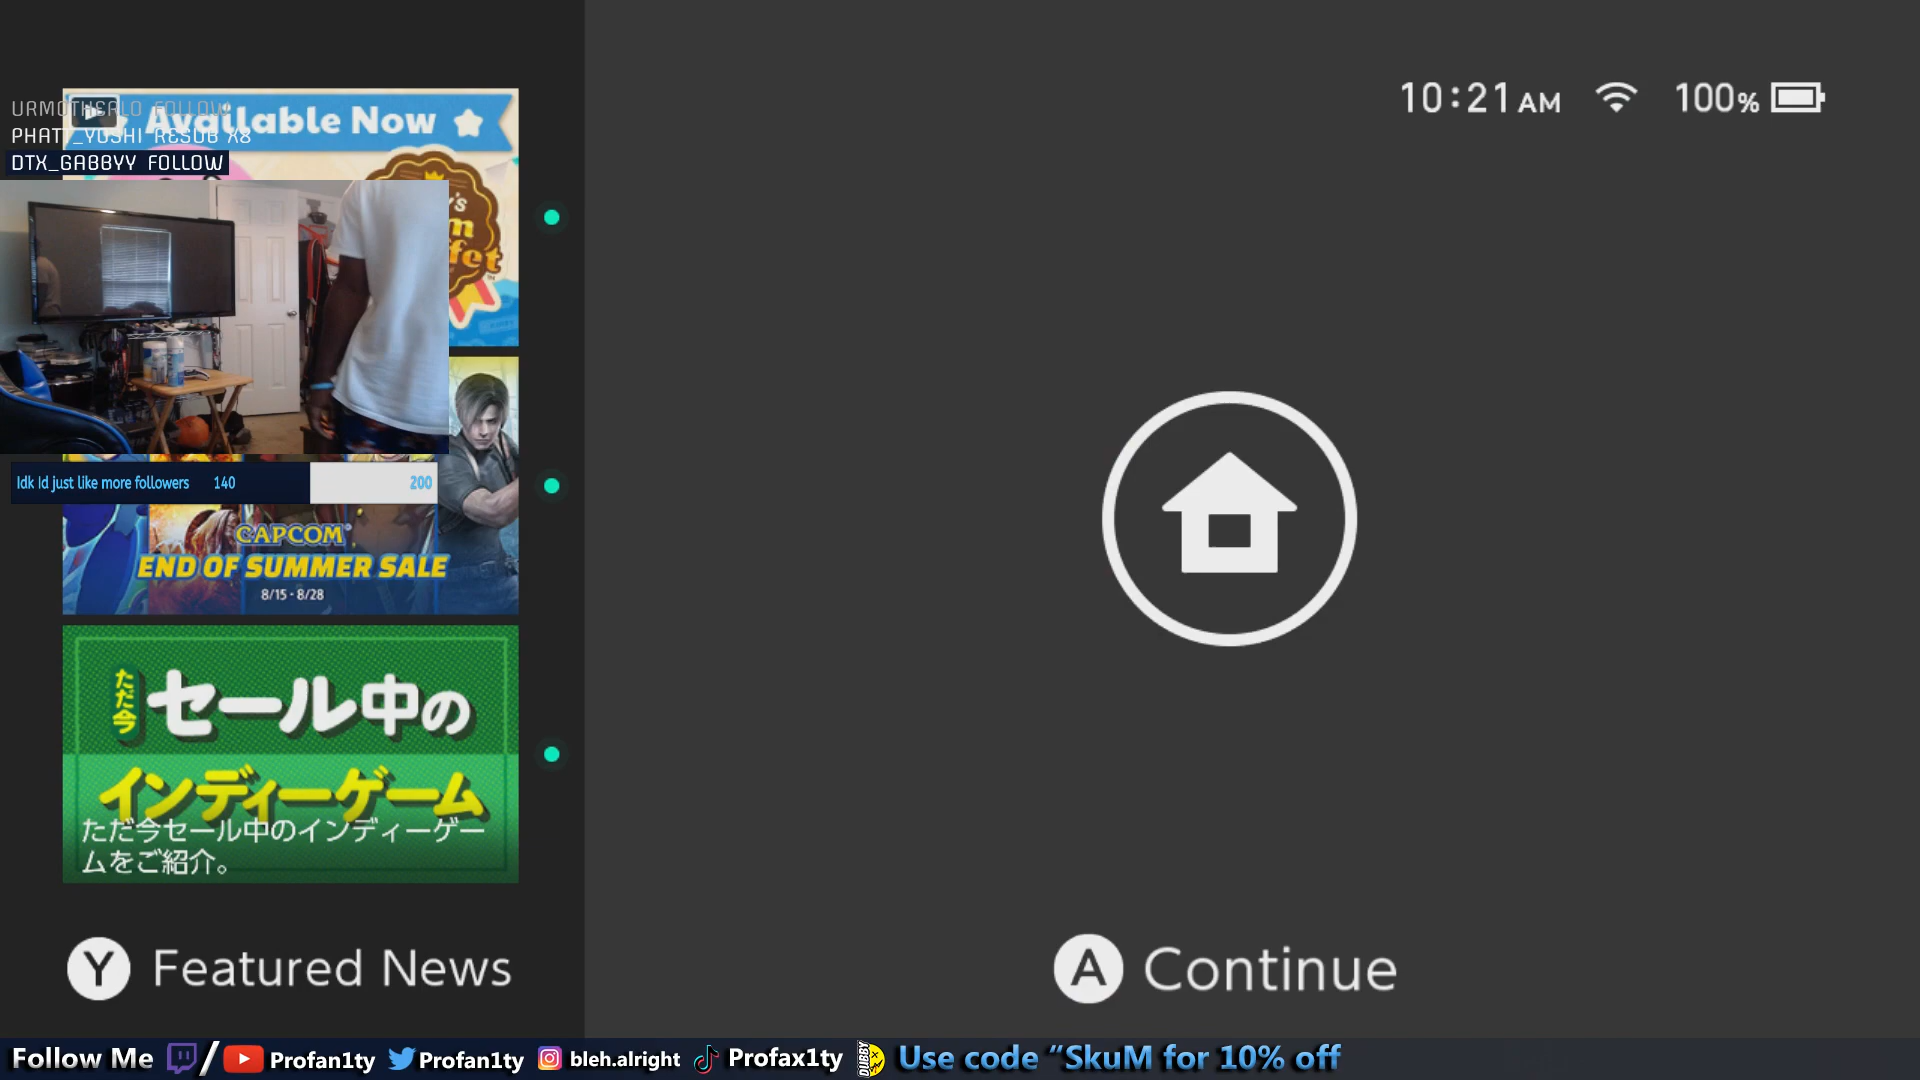 URMOTHERLO FOLLOW
PHATT_YOSHI RESUB X8
DTX_GABBYY FOLLOW
Available Now
10:21 AM
100%
Idk Id just like more followers 140 200
CAPCOM
END OF SUMMER SALE
8/15 - 8/28
ただ今
セール中の
インディーゲーム
ただ今セール中のインディーゲー
ムをご紹介。
Y Featured News
A Continue
Follow Me / Profan1ty Profan1ty bleh.alright Profax1ty DUBBY Use code “SkuM for 10% off